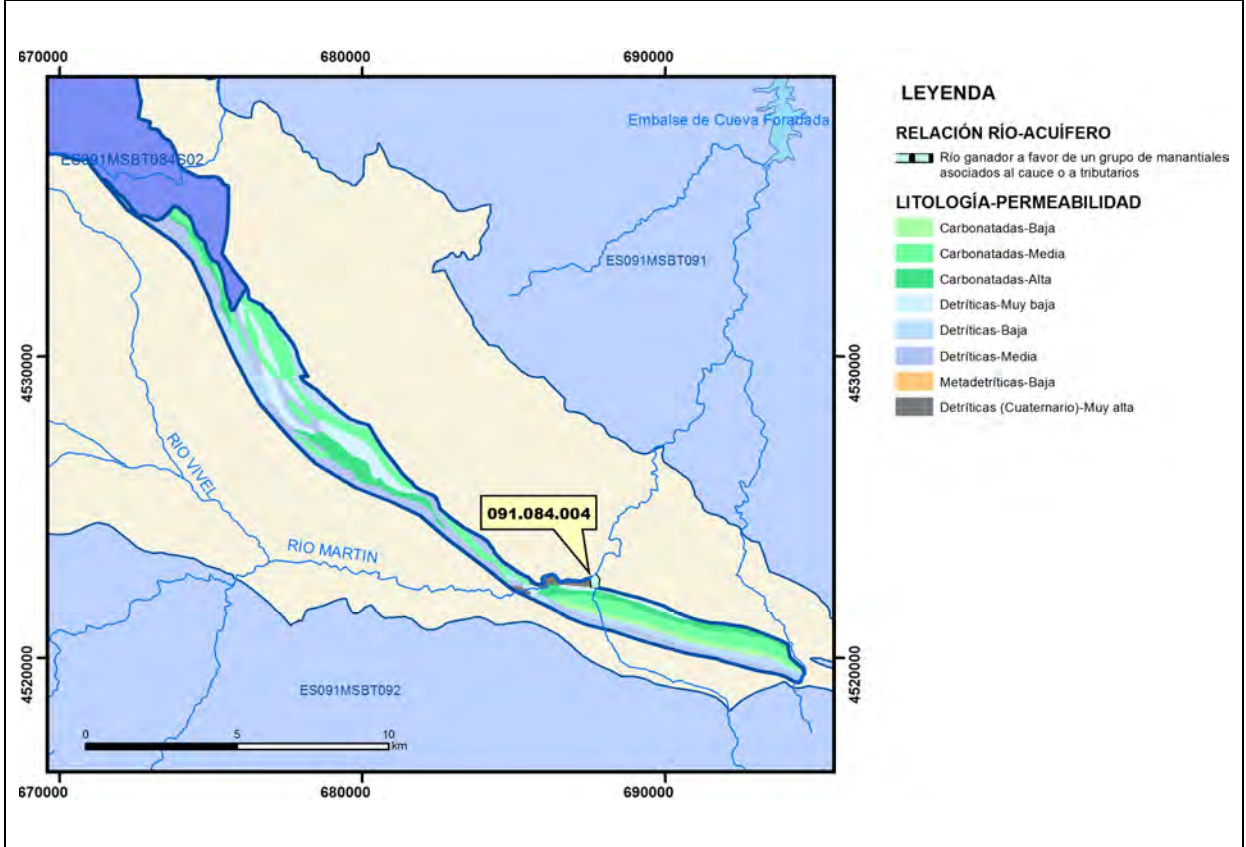 670000
680000
690000
LEYENDA
RELACIÓN RÍO-ACUÍFERO
Río ganador a favor de un grupo de manantiales
asociados al cauce o a tributarios
LITOLOGÍA-PERMEABILIDAD
Carbonatadas-Baja
Carbonatadas-Media
Carbonatadas-Alta
Detríticas-Muy baja
Detríticas-Baja
Detríticas-Media
Metadetríticas-Baja
Detríticas (Cuaternario)-Muy alta
Embalse de Cueva Foradada
ES091MSBT084S02
ES091MSBT091
4530000
4530000
RIO VIVEL
091.084.004
RIO MARTIN
4520000
4520000
ES091MSBT092
0
5
10
km
670000
680000
690000